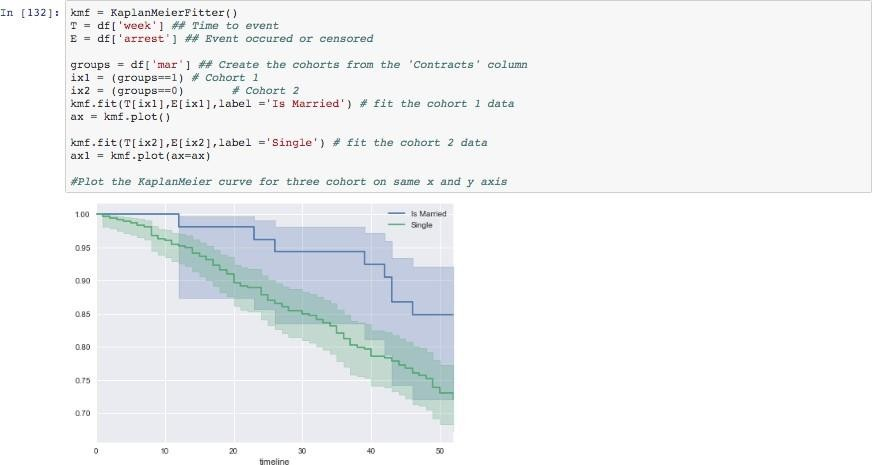 In [132]: kmf = KaplanMeierFitter()
T = df['week'] ## Time to event
E = df['arrest'] ## Event occured or censored
groups = df['mar'] ## Create the cohorts from the 'Contracts' column
ix1 = (groups==1) # Cohort 1
ix2 = (groups==0) # Cohort 2
kmf.fit(T[ix1],E[ix1],label ='Is Married') # fit the cohort 1 data
ax = kmf.plot()
kmf.fit(T[ix2],E[ix2],label ='Single') # fit the cohort 2 data
ax1 = kmf.plot(ax=ax)
#Plot the KaplanMeier curve for three cohort on same x and y axis
Is Married
Single
1.00
0.95
0.90
0.85
0.80
0.75
0.70
0 10 20 30 40 50
timeline